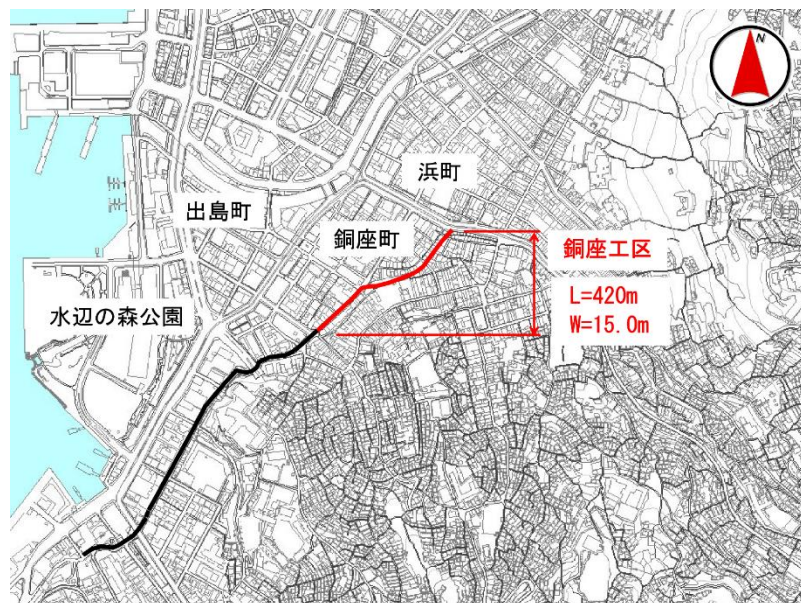 N
浜町
出島町
銅座町
銅座工区
L=420m
W=15.0m
水辺の森公園